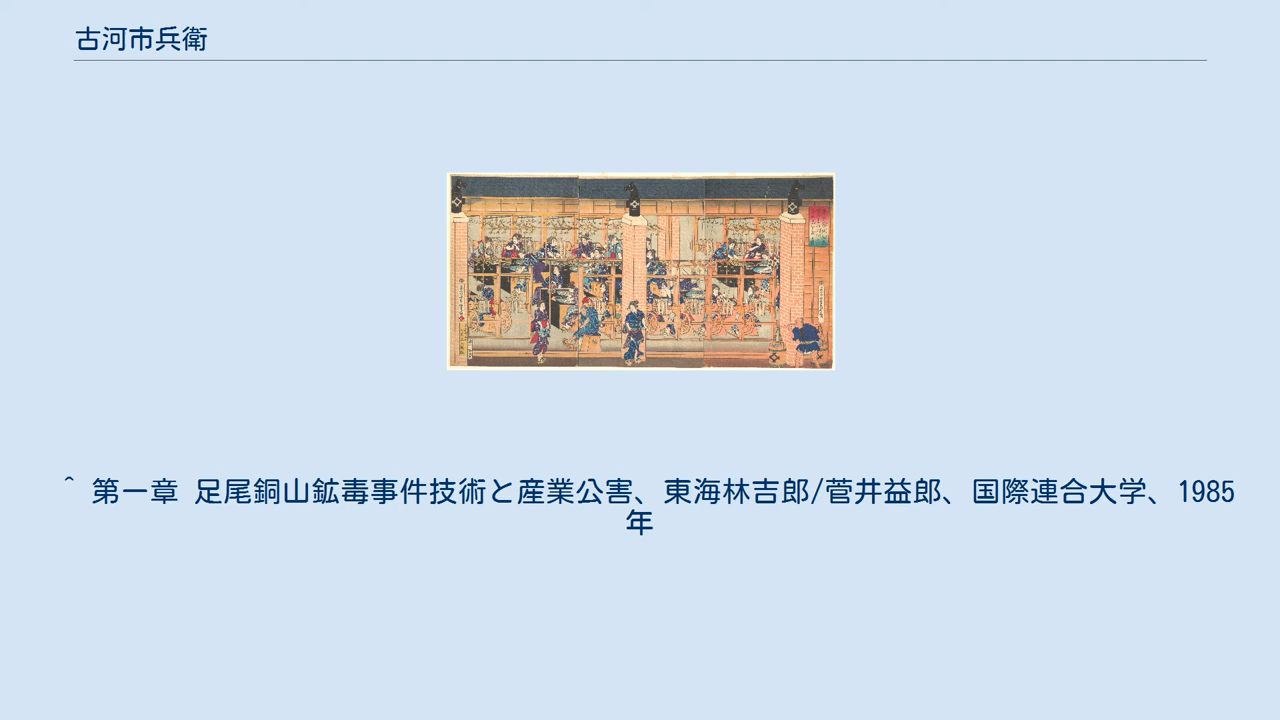 古河市兵衛
^ 第一章 足尾銅山鉱毒事件技術と産業公害、東海林吉郎/菅井益郎、国際連合大学、1985
年